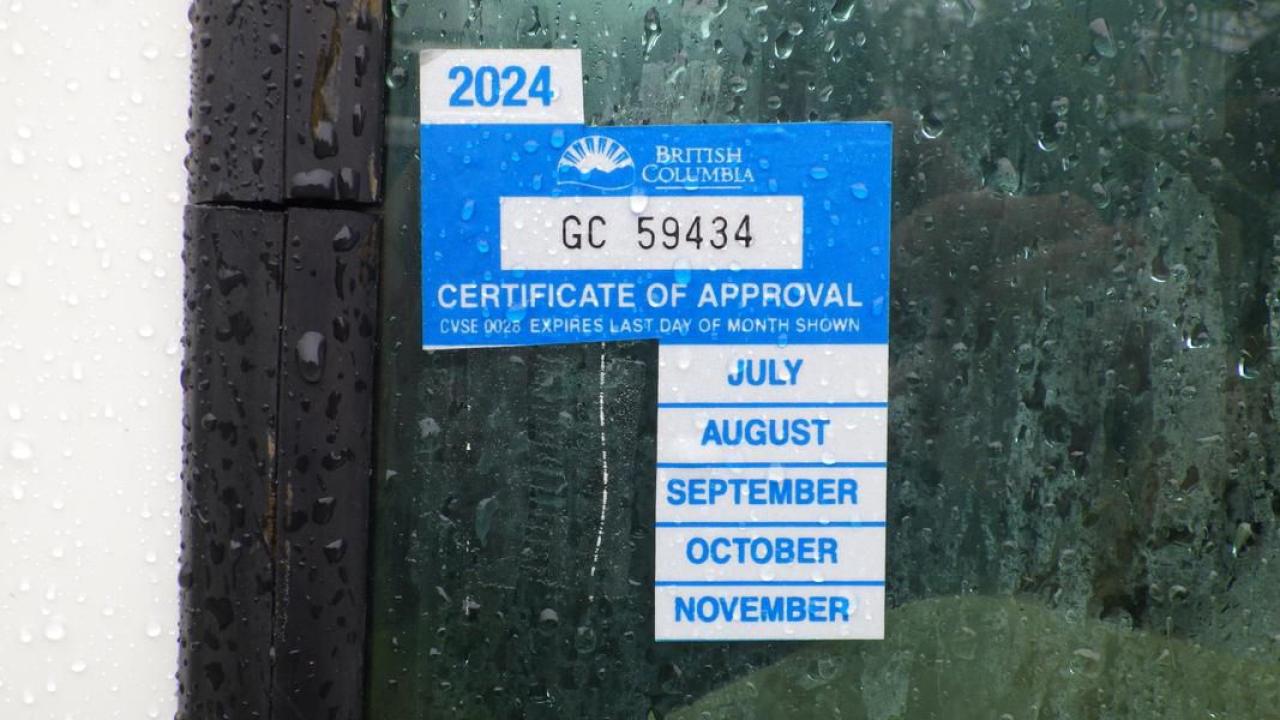 2024
BRITISH
COLUMBIA
GC 59434
CERTIFICATE OF APPROVAL
CVSE 0028 EXPIRES LAST DAY OF MONTH SHOWN
JULY
AUGUST
SEPTEMBER
OCTOBER
NOVEMBER